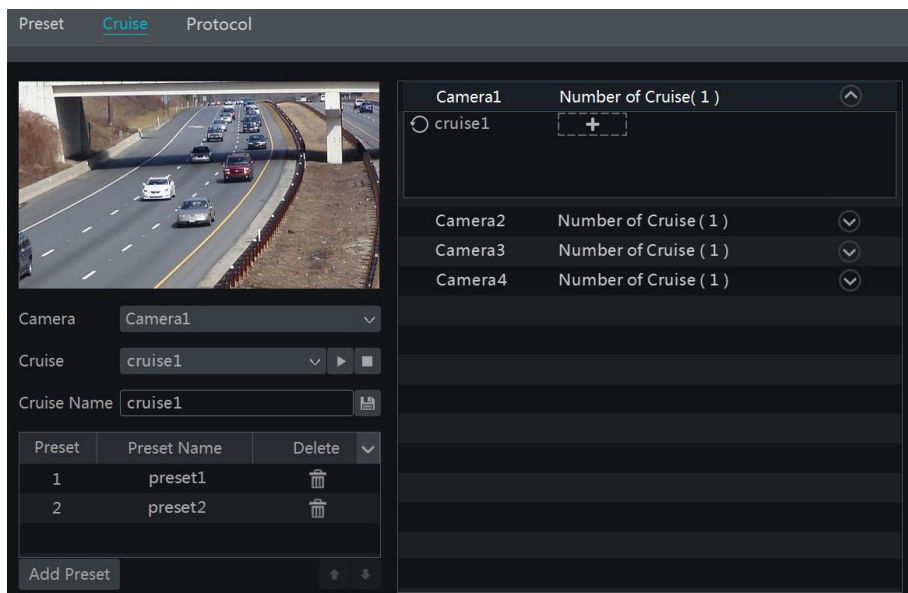 Preset Cruise Protocol
Camera Camera1
Cruise cruise1
Cruise Name cruise1
Preset Preset Name Delete
1 preset1
2 preset2
Add Preset
Camera1 Number of Cruise( 1 )
cruise1 +
Camera2 Number of Cruise ( 1 )
Camera3 Number of Cruise ( 1 )
Camera4 Number of Cruise ( 1 )